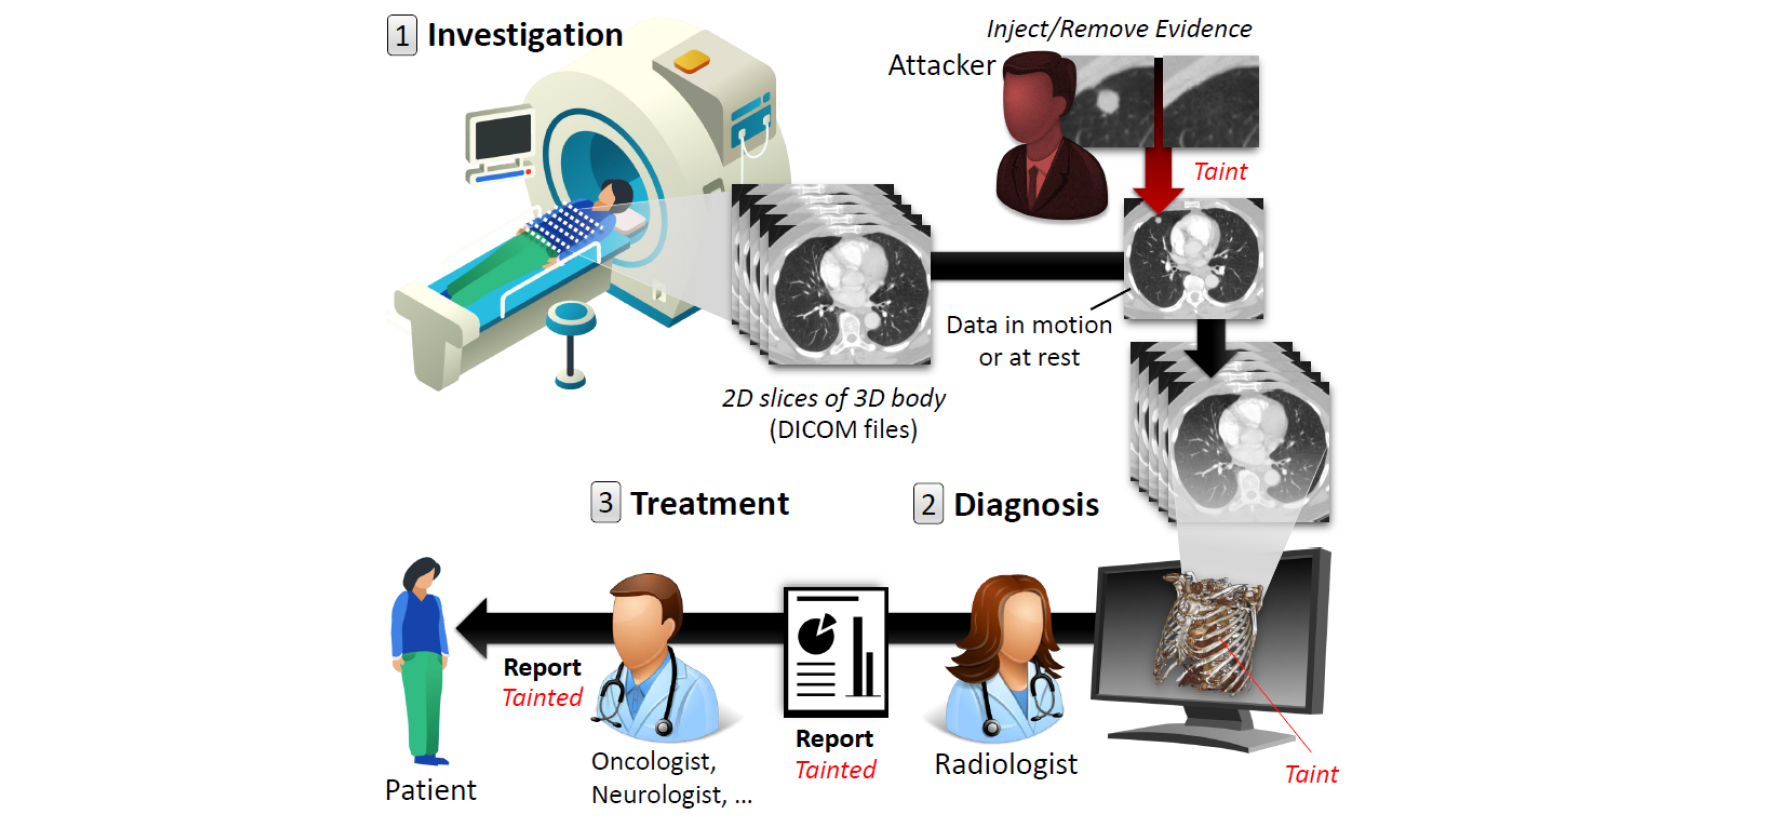 1 Investigation
Inject/Remove Evidence
Attacker
Taint
Data in motion
or at rest
2D slices of 3D body
(DICOM files)
3 Treatment
2 Diagnosis
Report
Tainted
Report
Tainted
Oncologist,
Neurologist, ...
Radiologist
Taint
Patient